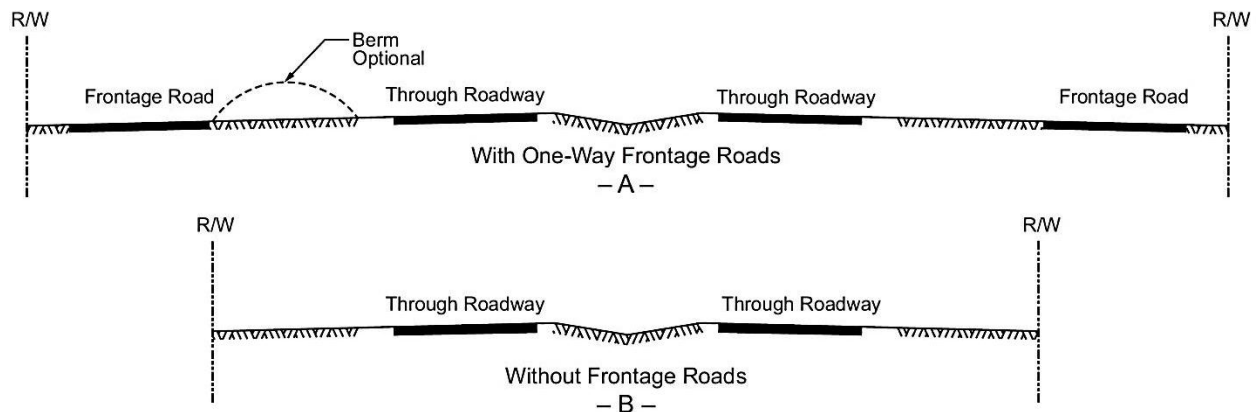 R/W
R/W
Berm
Optional
Frontage Road
Through Roadway
Through Roadway
Frontage Road
With One-Way Frontage Roads
– A –
R/W
R/W
Through Roadway
Through Roadway
Without Frontage Roads
– B –